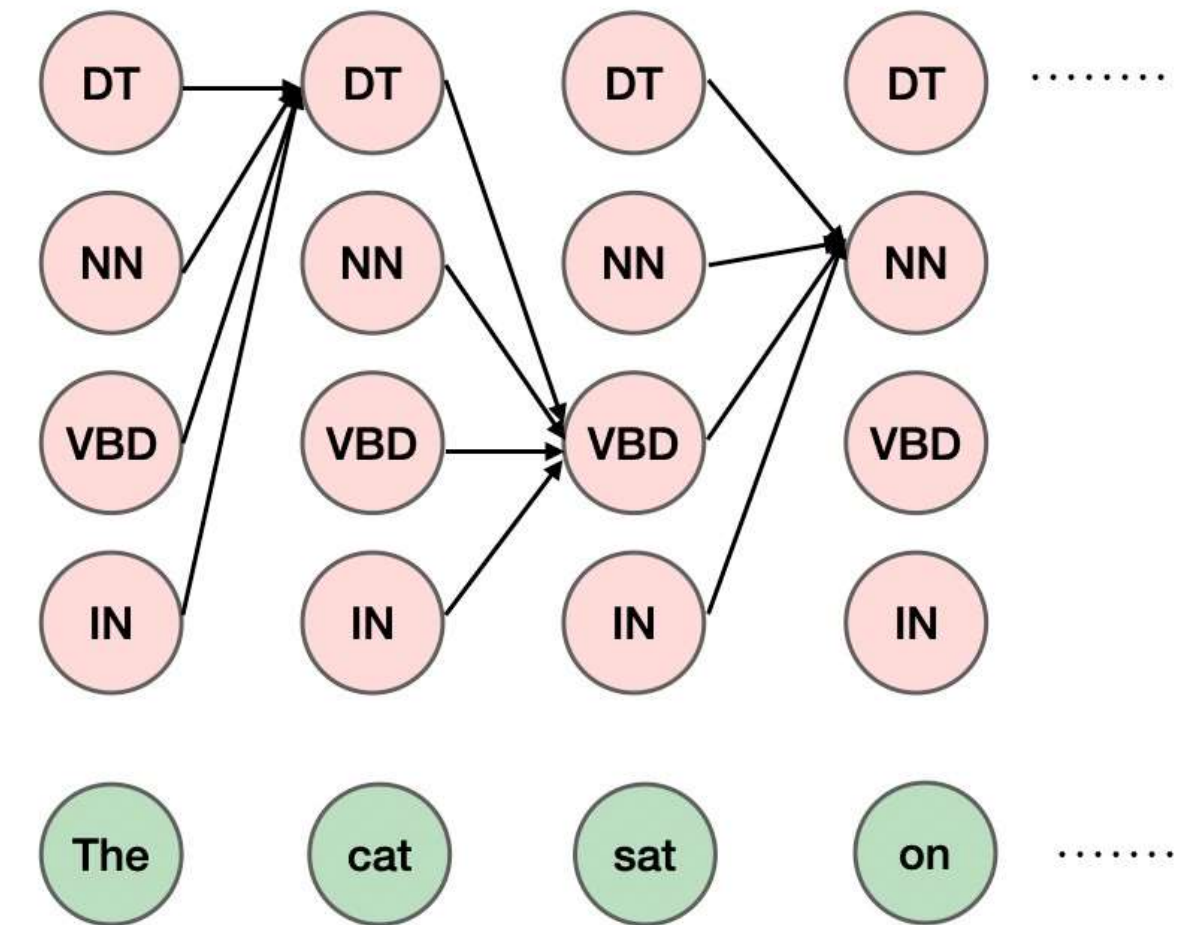 DT DT DT DT ........
NN NN NN NN
VBD VBD VBD VBD
IN IN IN IN
The cat sat on .......